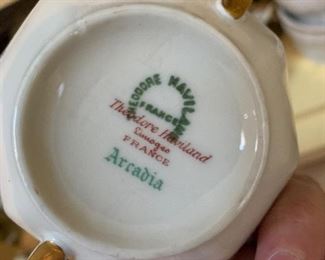 THEODORE HAVILAND
FRANCE
Theodore Haviland
Limoges
FRANCE
Arcadia